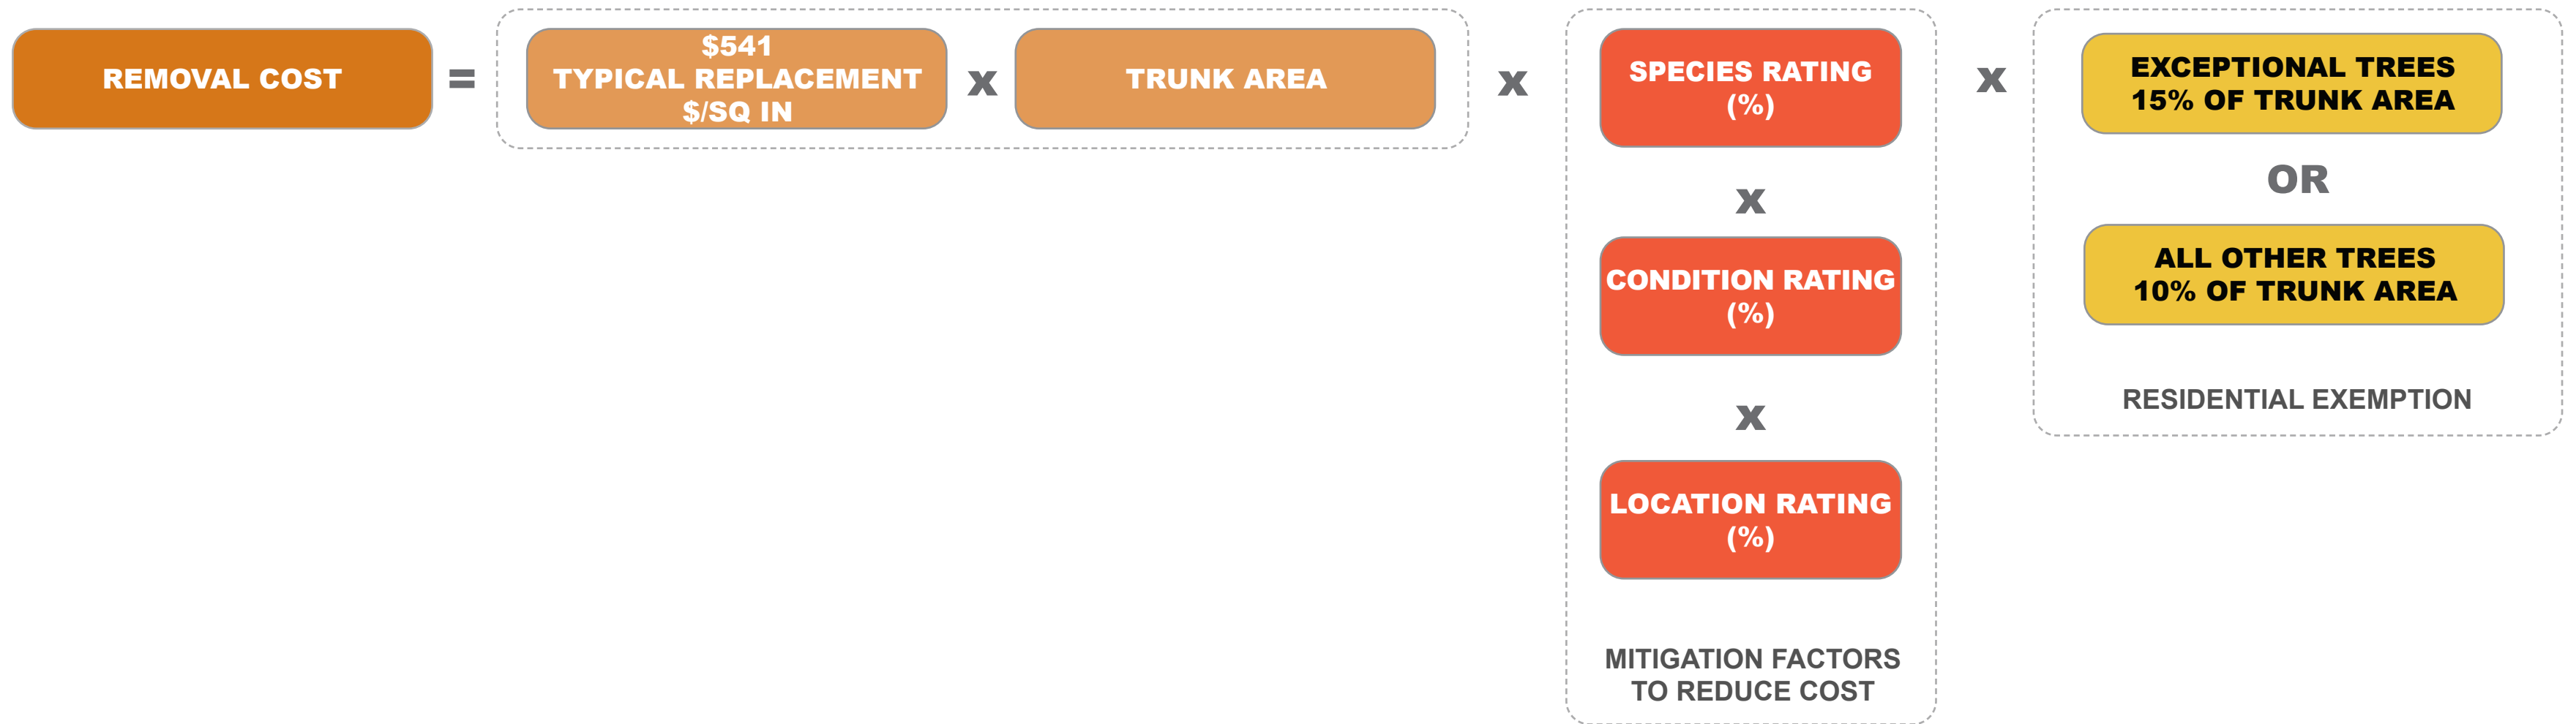 REMOVAL COST
=
$541
TYPICAL REPLACEMENT
$/SQ IN
x
TRUNK AREA
x
SPECIES RATING
(%)
x
CONDITION RATING
(%)
x
LOCATION RATING
(%)
MITIGATION FACTORS
TO REDUCE COST
x
EXCEPTIONAL TREES
15% OF TRUNK AREA
OR
ALL OTHER TREES
10% OF TRUNK AREA
RESIDENTIAL EXEMPTION